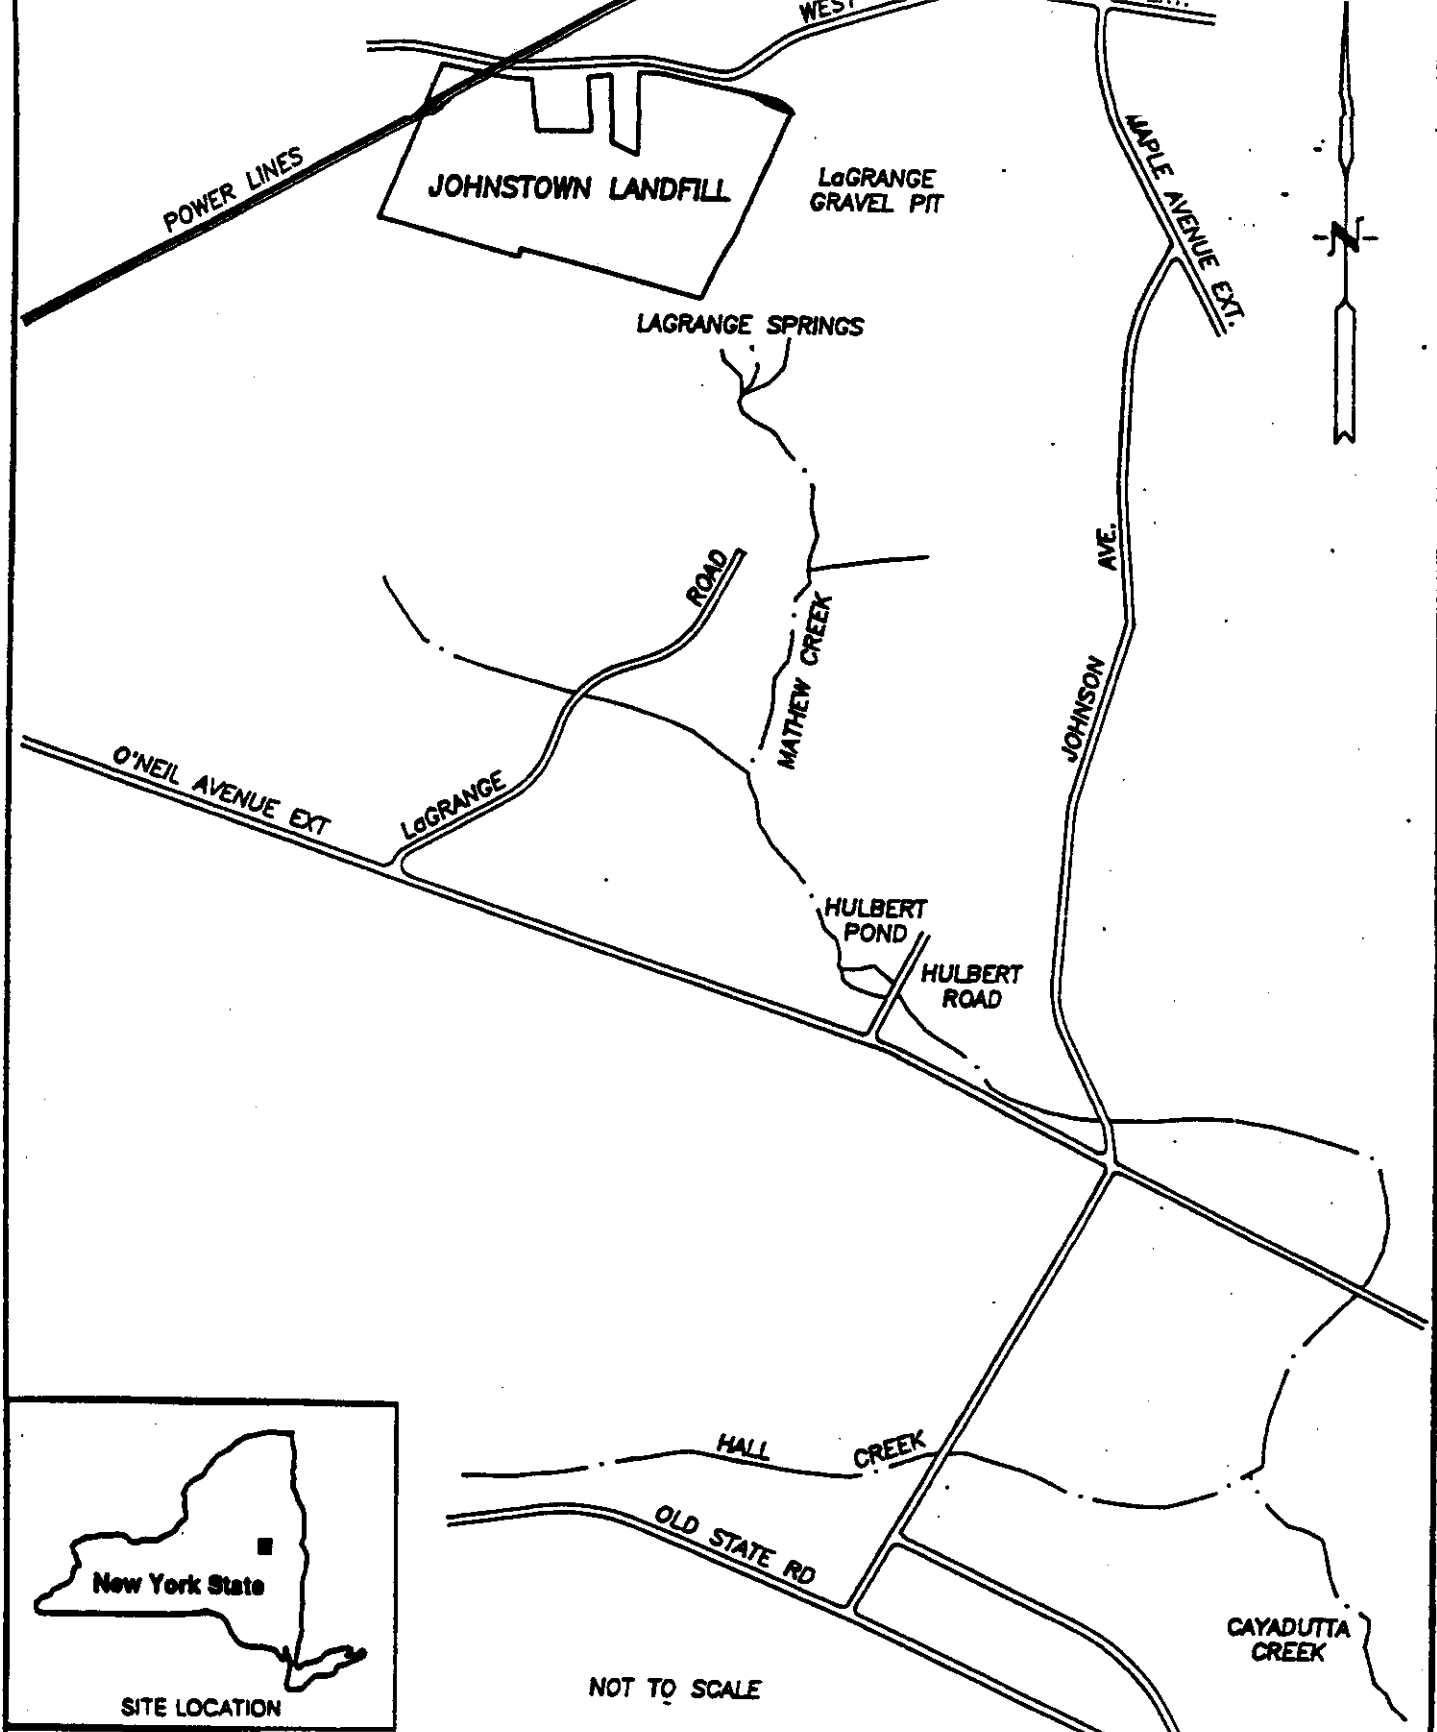 WEST
MAPLE AVENUE EXT.
POWER LINES
JOHNSTOWN LANDFILL
LaGRANGE
GRAVEL PIT
N
LAGRANGE SPRINGS
ROAD
AVE.
MATHEW CREEK
JOHNSON
O'NEIL AVENUE EXT
LaGRANGE
HULBERT
POND
HULBERT
ROAD
HALL CREEK
OLD STATE RD
New York State
CAYADUTTA
CREEK
NOT TO SCALE
SITE LOCATION